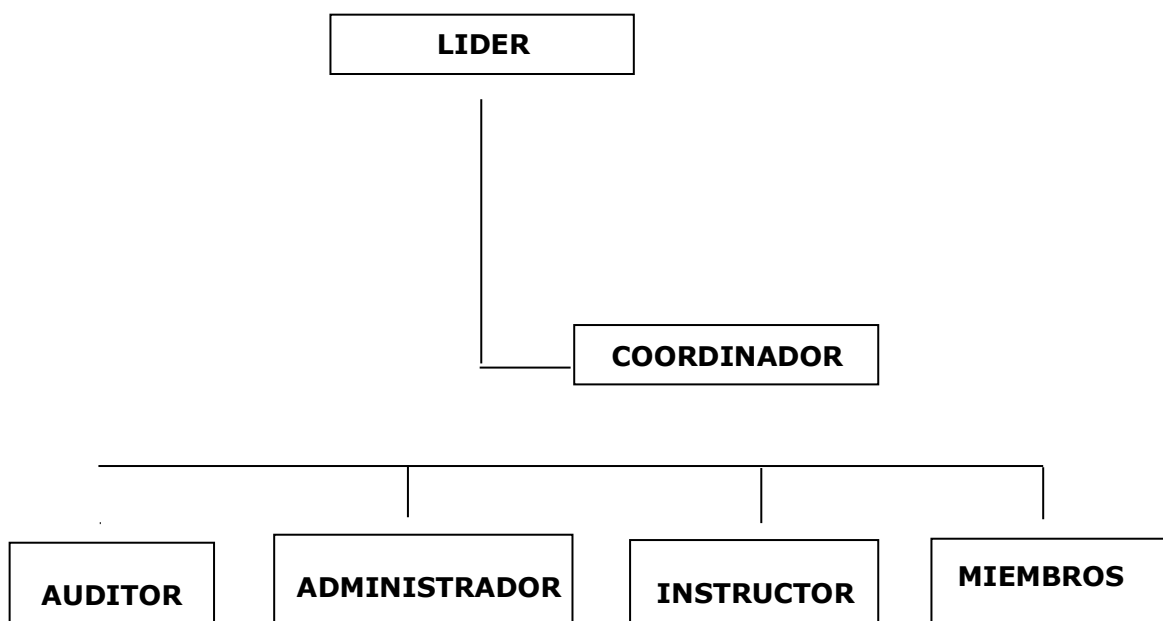 LIDER
COORDINADOR
AUDITOR
ADMINISTRADOR
INSTRUCTOR
MIEMBROS